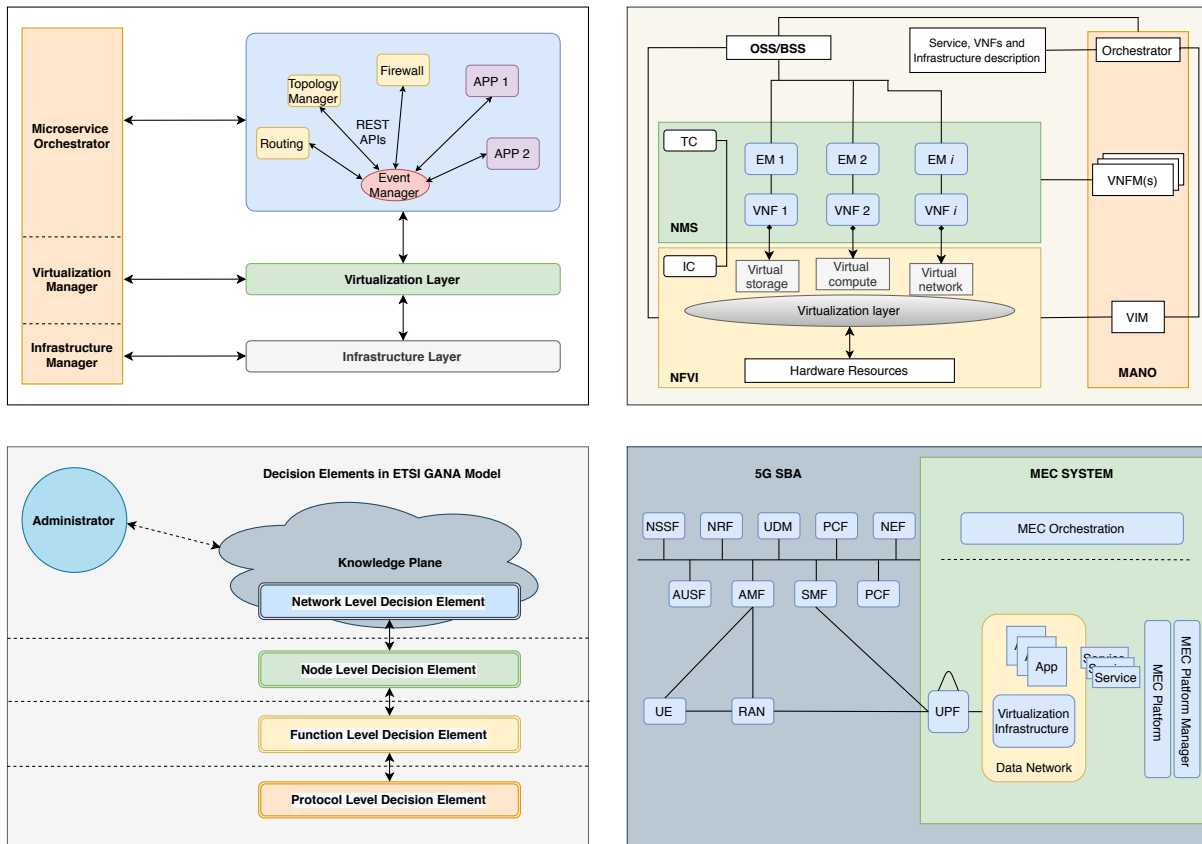 Microservice
Orchestrator
Virtualization
Manager
Infrastructure
Manager
Topology
Manager
Firewall
APP 1
REST
APIs
Routing
APP 2
Event
Manager
Virtualization Layer
Infrastructure Layer
OSS/BSS
Service, VNFs and
Infrastructure description
Orchestrator
TC
EM 1
EM 2
EM i
VNFM(s)
VNF 1
VNF 2
VNF i
NMS
IC
Virtual
storage
Virtual
compute
Virtual
network
Virtualization layer
VIM
Hardware Resources
NFVI
MANO
Decision Elements in ETSI GANA Model
Administrator
Knowledge Plane
Network Level Decision Element
Node Level Decision Element
Function Level Decision Element
Protocol Level Decision Element
5G SBA
MEC SYSTEM
NSSF
NRF
UDM
PCF
NEF
MEC Orchestration
AUSF
AMF
SMF
PCF
App
Service
Service
UE
RAN
UPF
Virtualization
Infrastructure
Data Network
MEC Platform
MEC Platform Manager